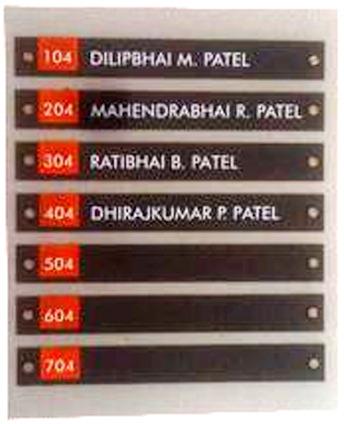 104 DILIPBHAI M. PATEL
204 MAHENDRABHAI R. PATEL
304 RATIBHAI B. PATEL
404 DHIRAJKUMAR P. PATEL
504
604
704